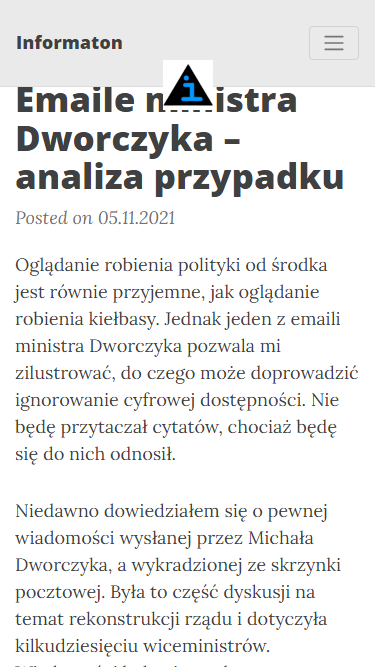 Informaton
i
Emaile ministra
Dworczyka –
analiza przypadku
Posted on 05.11.2021
Oglądanie robienia polityki od środka
jest równie przyjemne, jak oglądanie
robienia kiełbasy. Jednak jeden z emaili
ministra Dworczyka pozwala mi
zilustrować, do czego może doprowadzić
ignorowanie cyfrowej dostępności. Nie
będę przytaczał cytatów, chociaż będę
się do nich odnosił.
Niedawno dowiedziałem się o pewnej
wiadomości wysłanej przez Michała
Dworczyka, a wykradzionej ze skrzynki
pocztowej. Była to część dyskusji na
temat rekonstrukcji rządu i dotyczyła
kilkudziesięciu wiceministrów.